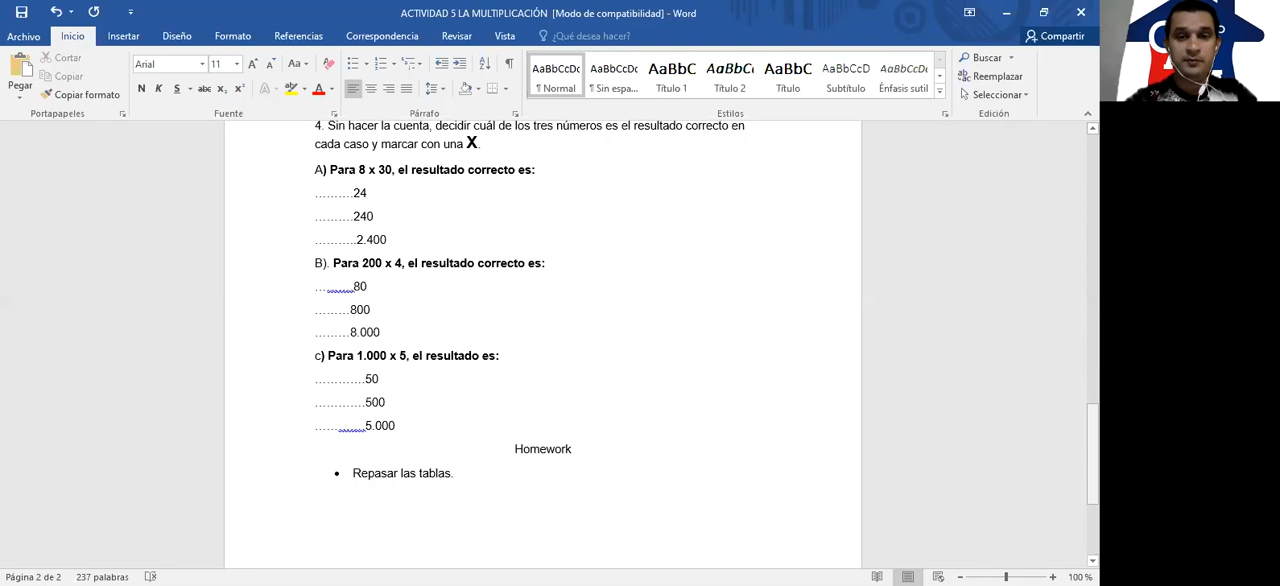 ACTIVIDAD 5 LA MULTIPLICACIÓN [Modo de compatibilidad] - Word
Archivo Inicio Insertar Diseño Formato Referencias Correspondencia Revisar Vista ¿Qué desea hacer? Compartir
Pegar
Cortar
Copiar
Copiar formato
Portapapeles
Arial 11
N K S abc x₂ x²
Fuente
Párrafo
AaBbCcDc AaBbCcDc AaBbC AaBbCc AaBbC AaBbCcD AaBbCcDc
¶ Normal ¶ Sin espa... Título 1 Título 2 Título Subtítulo Énfasis sutil
Estilos
Buscar
Reemplazar
Seleccionar
Edición
4. Sin hacer la cuenta, decidir cuál de los tres números es el resultado correcto en
cada caso y marcar con una X.
A) Para 8 x 30, el resultado correcto es:
……….24
……….240
………..2.400
B). Para 200 x 4, el resultado correcto es:
….......80
………800
………8.000
c) Para 1.000 x 5, el resultado es:
………….50
………….500
…….......5.000
Homework
• Repasar las tablas.
Página 2 de 2 237 palabras 100 %